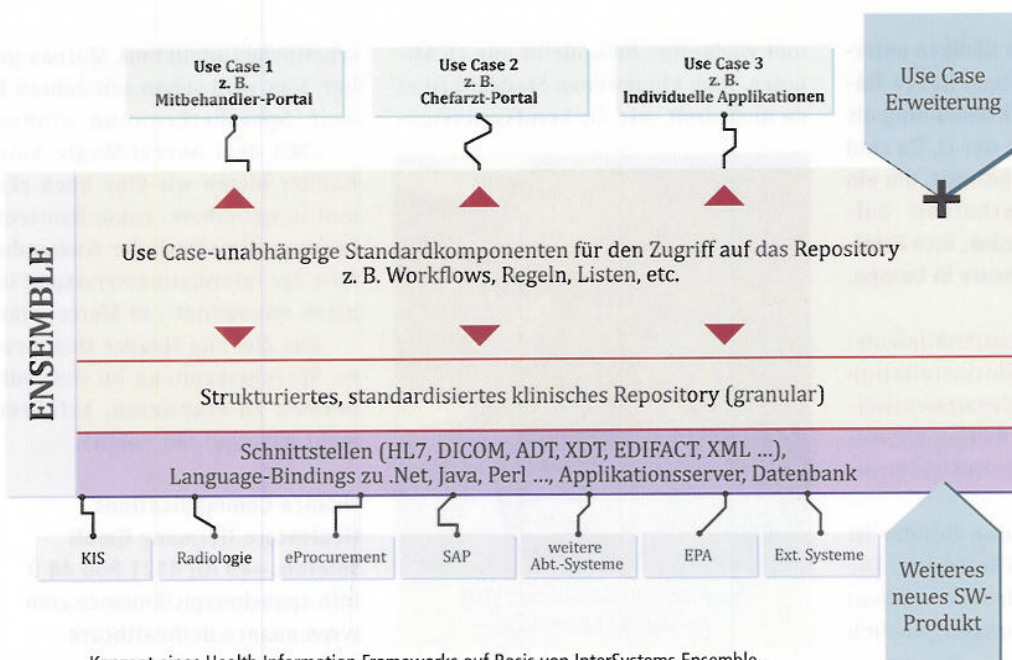 Use Case 1
z. B.
Mitbehandler-Portal
Use Case 2
z. B.
Chefarzt-Portal
Use Case 3
z. B.
Individuelle Applikationen
Use Case
Erweiterung
ENSEMBLE
Use Case-unabhängige Standardkomponenten für den Zugriff auf das Repository
z. B. Workflows, Regeln, Listen, etc.
Strukturiertes, standardisiertes klinisches Repository (granular)
Schnittstellen (HL7, DICOM, ADT, XDT, EDIFACT, XML ...),
Language-Bindings zu .Net, Java, Perl ..., Applikationsserver, Datenbank
KIS
Radiologie
eProcurement
SAP
weitere
Abt.-Systeme
EPA
Ext. Systeme
Weiteres
neues SW-
Produkt
Konzept eines Health Information Frameworks auf Basis von InterSystems Ensemble